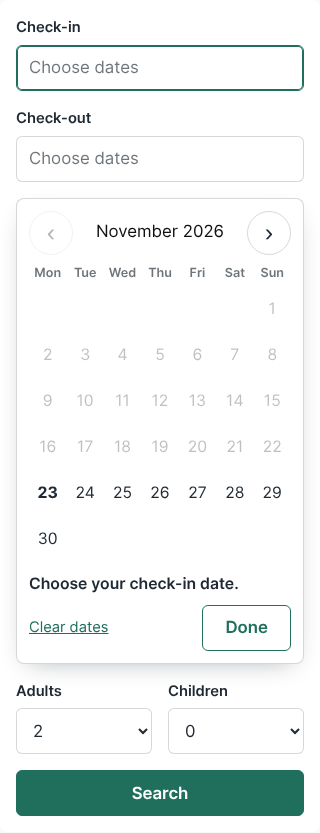 Check-in
Choose dates
Check-out
Choose dates
‹ November 2026 ›
Mon Tue Wed Thu Fri Sat Sun
1
2 3 4 5 6 7 8
9 10 11 12 13 14 15
16 17 18 19 20 21 22
23 24 25 26 27 28 29
30
Choose your check-in date.
Clear dates Done
Adults Children
2 0
Search